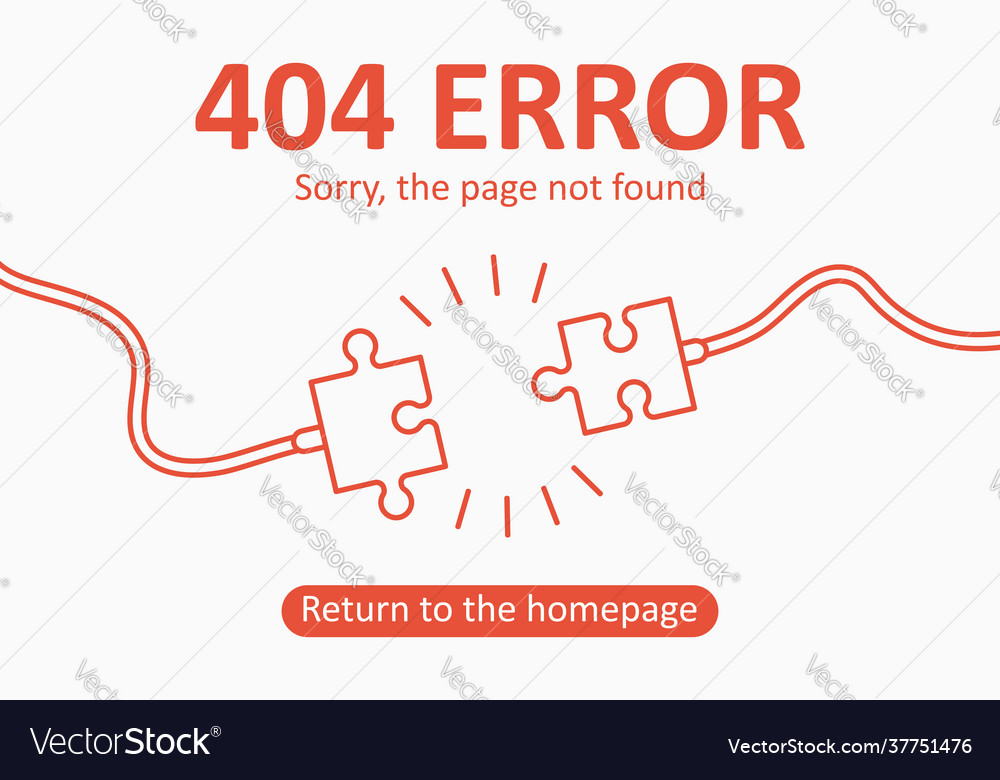 404 ERROR
Sorry, the page not found
Return to the homepage
VectorStock®
VectorStock.com/37751476